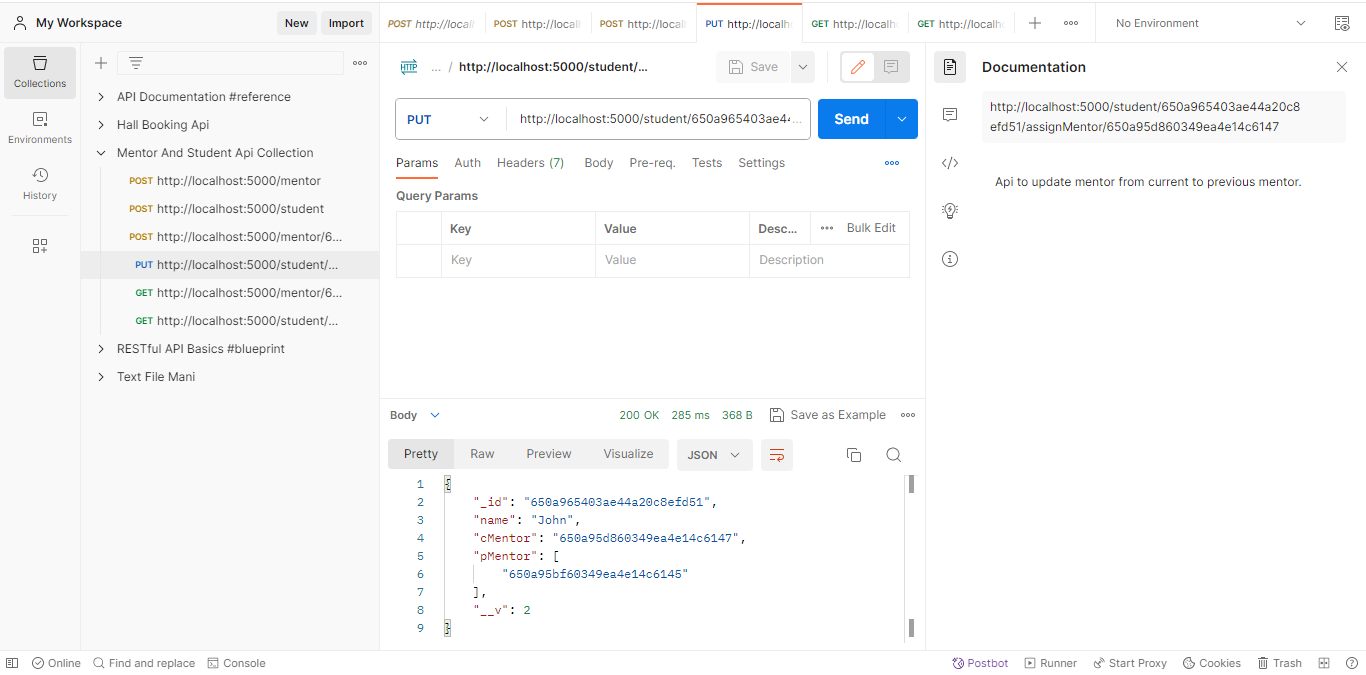 My Workspace
New
Import
POST http://local
POST http://local
POST http://local
PUT http://localh
GET http://localh
GET http://localh
No Environment
Collections
Environments
History
API Documentation #reference
Hall Booking Api
Mentor And Student Api Collection
POST http://localhost:5000/mentor
POST http://localhost:5000/student
POST http://localhost:5000/mentor/6...
PUT http://localhost:5000/student/...
GET http://localhost:5000/mentor/6...
GET http://localhost:5000/student/...
RESTful API Basics #blueprint
Text File Mani
HTTP ... / http://localhost:5000/student/...
Save
PUT
http://localhost:5000/student/650a965403ae4...
Send
Params Auth Headers (7) Body Pre-req. Tests Settings
Query Params
Key Value Desc... Bulk Edit
Key Value Description
Body
200 OK 285 ms 368 B Save as Example
Pretty Raw Preview Visualize JSON
1 {
2 "_id": "650a965403ae44a20c8efd51",
3 "name": "John",
4 "cMentor": "650a95d860349ea4e14c6147",
5 "pMentor": [
6 "650a95bf60349ea4e14c6145"
7 ],
8 "__v": 2
9 }
Documentation
http://localhost:5000/student/650a965403ae44a20c8
efd51/assignMentor/650a95d860349ea4e14c6147
Api to update mentor from current to previous mentor.
Online Find and replace Console
Postbot Runner Start Proxy Cookies Trash